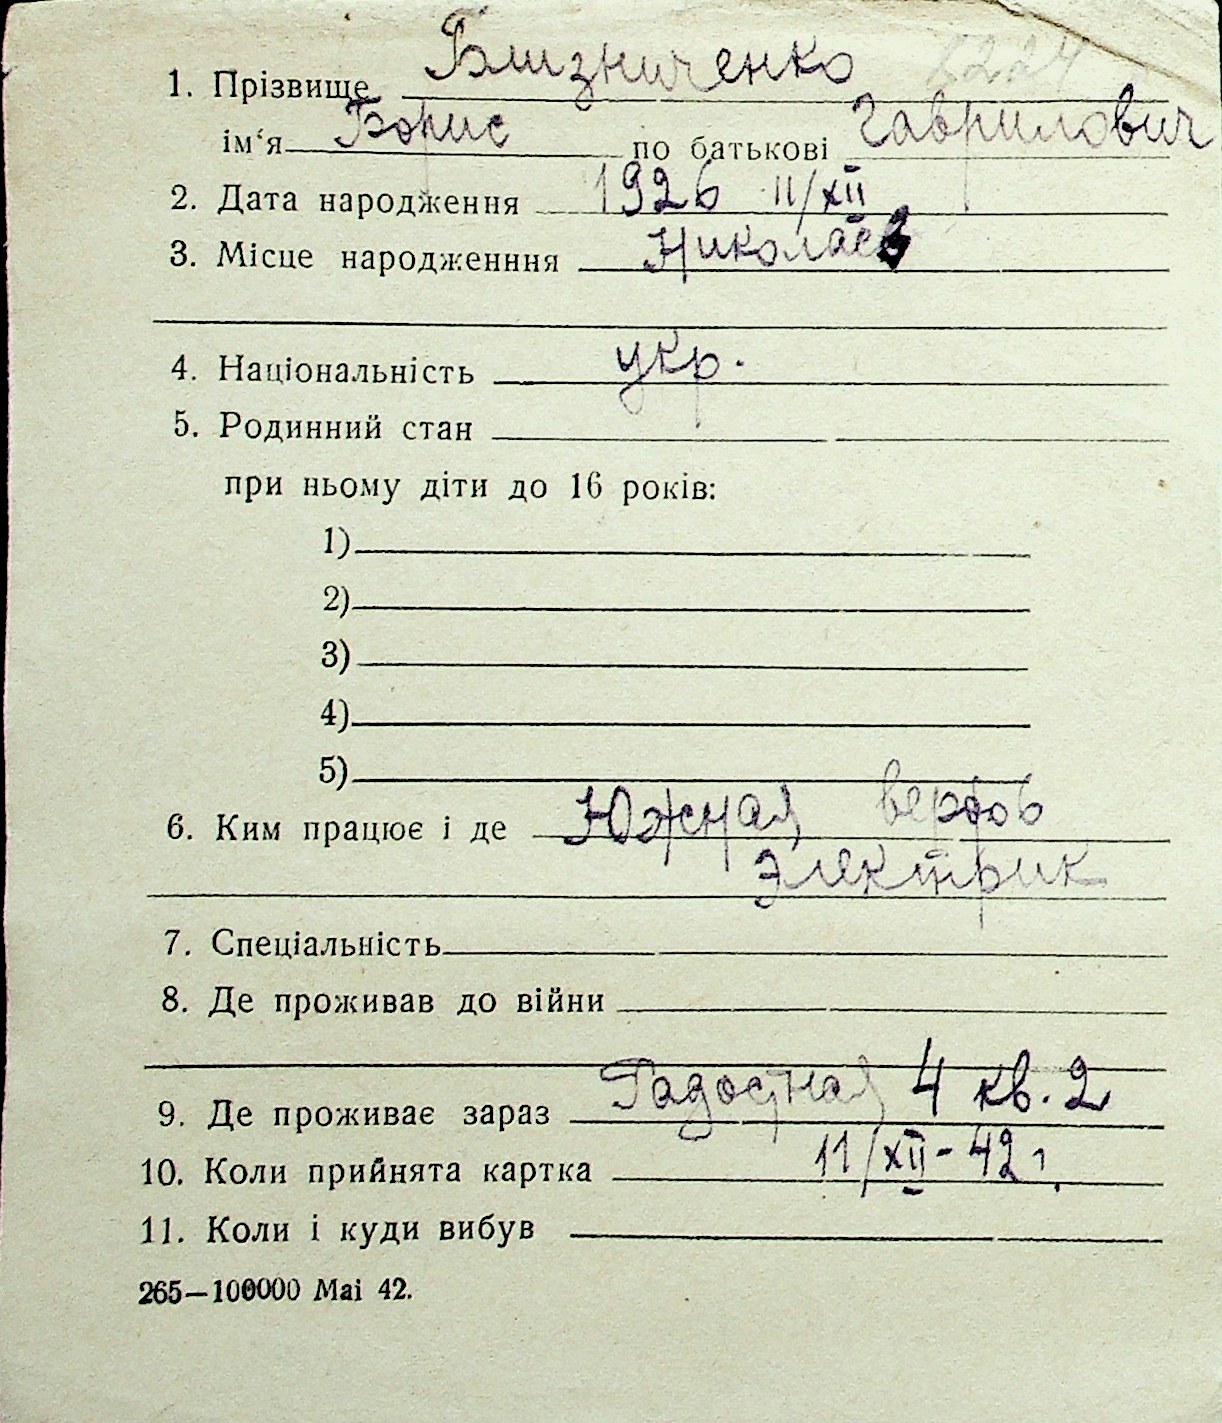 1. Прізвище Близниченко
ім‘я Борис по батькові Гаврилович
2. Дата народження 1926 11/XII
3. Місце народженння Николаев
4. Національність укр.
5. Родинний стан
при ньому діти до 16 років:
1)
2)
3)
4)
5)
6. Ким працює і де Южная верфь
электрик
7. Спеціальність
8. Де проживав до війни
9. Де проживає зараз Радостная 4 кв. 2
10. Коли прийнята картка 11/XII - 42 г.
11. Коли і куди вибув
265—100000 Mai 42.